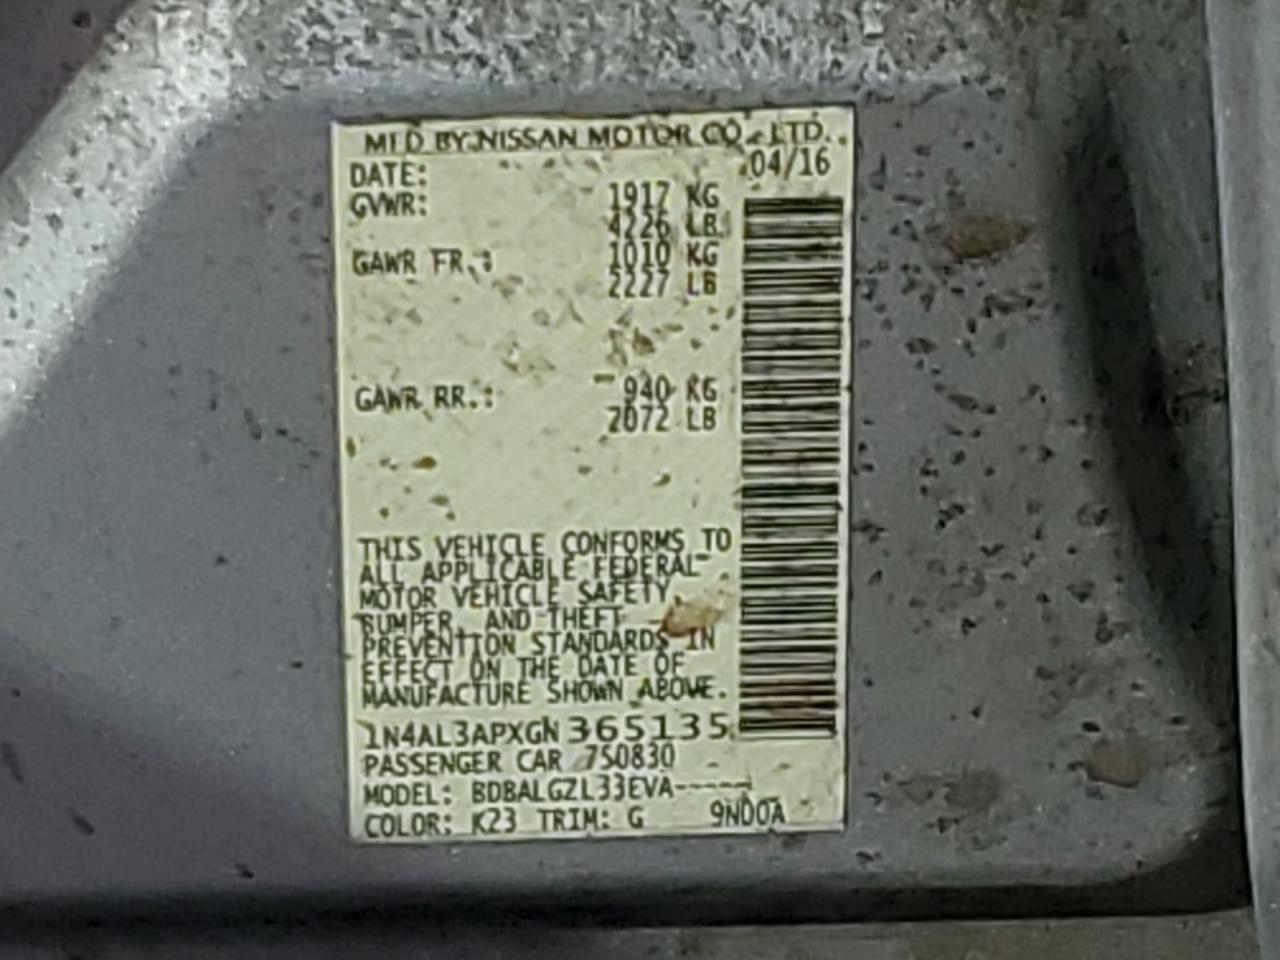 MFD BY NISSAN MOTOR CO., LTD.
DATE: 04/16
GVWR: 1917 KG
4226 LB
GAWR FR.: 1010 KG
2227 LB
GAWR RR.: 940 KG
2072 LB
THIS VEHICLE CONFORMS TO
ALL APPLICABLE FEDERAL
MOTOR VEHICLE SAFETY,
BUMPER, AND THEFT
PREVENTION STANDARDS IN
EFFECT ON THE DATE OF
MANUFACTURE SHOWN ABOVE.
1N4AL3APXGN365135
PASSENGER CAR 7S0830
MODEL: BDBALGZL33EVA-----
COLOR: K23 TRIM: G 9ND0A